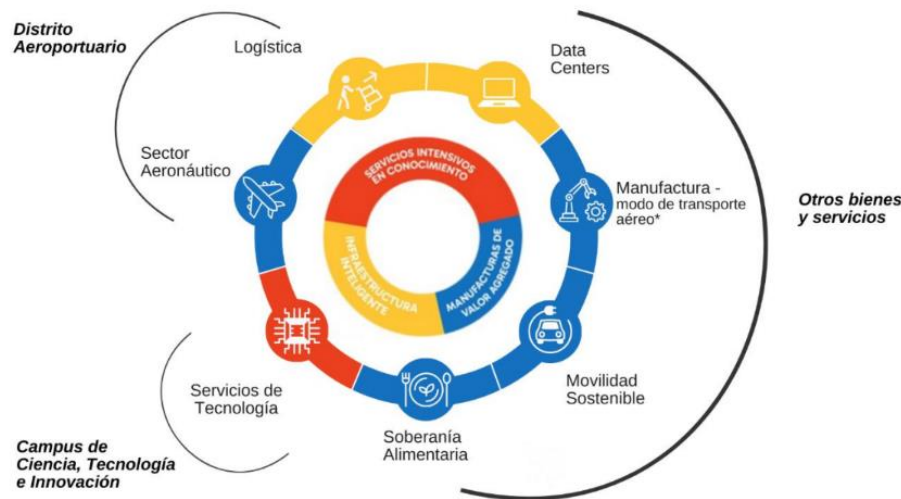 Distrito
Aeroportuario
Logística
Data
Centers
Sector
Aeronáutico
SERVICIOS INTENSIVOS
EN CONOCIMIENTO
INFRAESTRUCTURA
INTELIGENTE
MANUFACTURAS DE
VALOR AGREGADO
Manufactura -
modo de transporte
aéreo*
Otros bienes
y servicios
Servicios de
Tecnología
Movilidad
Sostenible
Soberanía
Alimentaria
Campus de
Ciencia, Tecnología
e Innovación